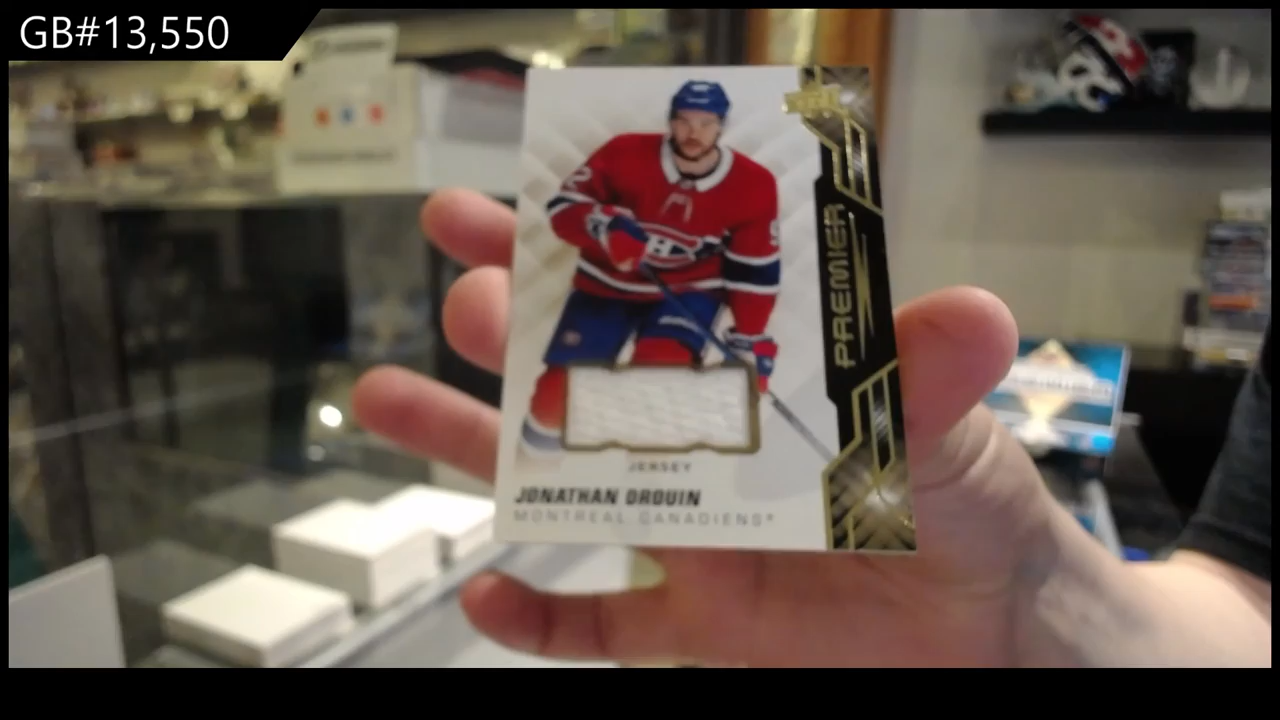 GB#13,550
PREMIER
JERSEY
JONATHAN DROUIN
MONTREAL CANADIENS®